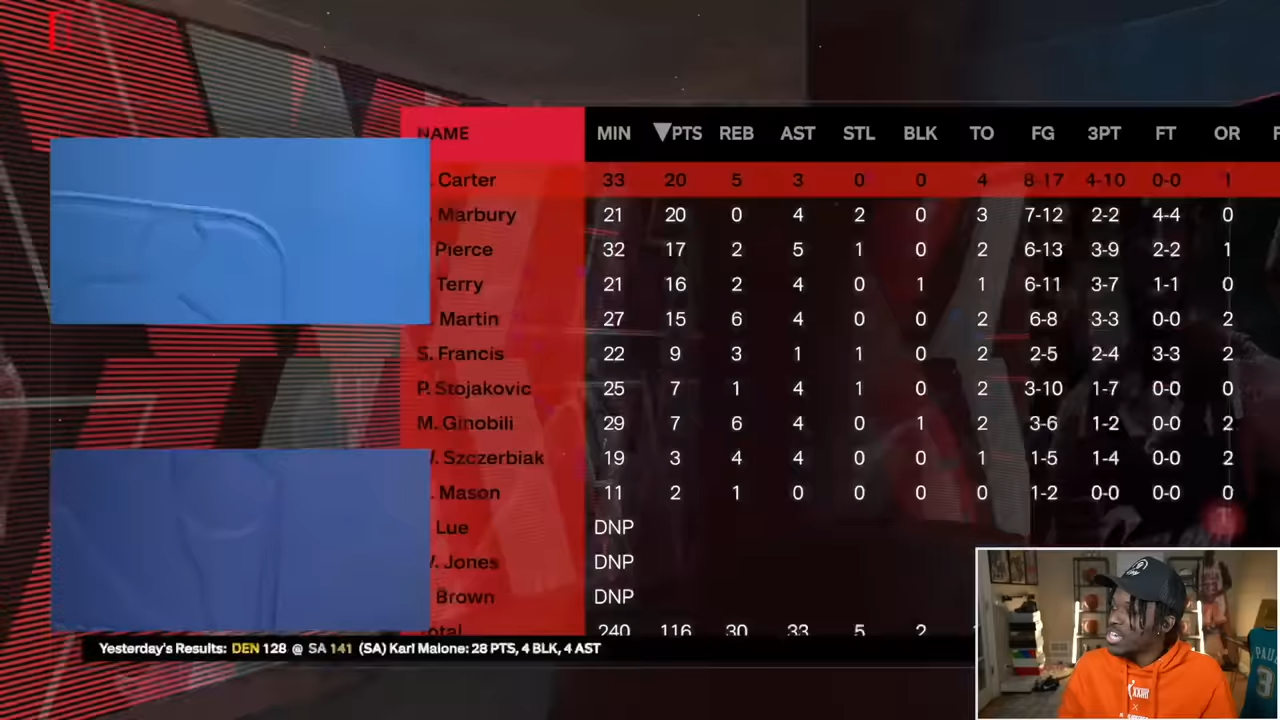 NAME MIN ▼PTS REB AST STL BLK TO FG 3PT FT OR
. Carter 33 20 5 3 0 0 4 8-17 4-10 0-0 1
. Marbury 21 20 0 4 2 0 3 7-12 2-2 4-4 0
Pierce 32 17 2 5 1 0 2 6-13 3-9 2-2 1
Terry 21 16 2 4 0 1 1 6-11 3-7 1-1 0
Martin 27 15 6 4 0 0 2 6-8 3-3 0-0 2
S. Francis 22 9 3 1 1 0 2 2-5 2-4 3-3 2
P. Stojakovic 25 7 1 4 1 0 2 3-10 1-7 0-0 0
M. Ginobili 29 7 6 4 0 1 2 3-6 1-2 0-0 2
. Szczerbiak 19 3 4 4 0 0 1 1-5 1-4 0-0 2
. Mason 11 2 1 0 0 0 0 1-2 0-0 0-0 0
Lue DNP
. Jones DNP
Brown DNP
Total 240 116 30 33 5 2
Yesterday's Results: DEN 128 @ SA 141 (SA) Karl Malone: 28 PTS, 4 BLK, 4 AST
XXIII
PAUL
3